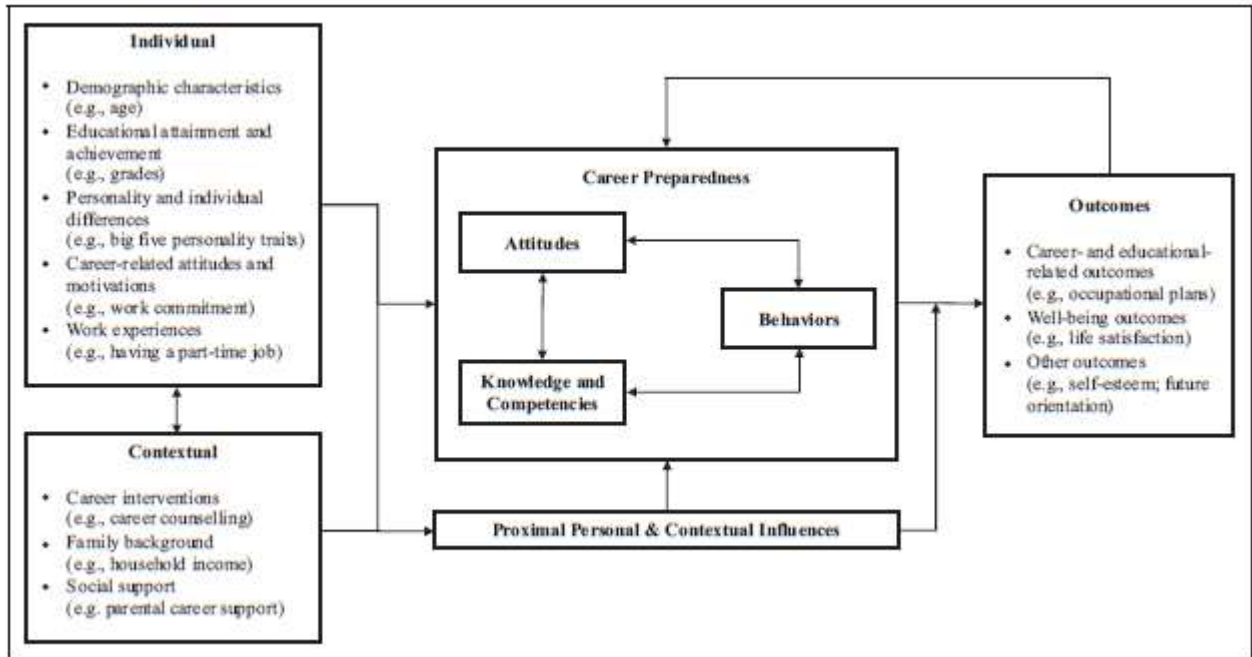 Individual
• Demographic characteristics
(e.g., age)
• Educational attainment and
achievement
(e.g., grades)
• Personality and individual
differences
(e.g., big five personality traits)
• Career-related attitudes and
motivations
(e.g., work commitment)
• Work experiences
(e.g., having a part-time job)
Contextual
• Career interventions
(e.g., career counselling)
• Family background
(e.g., household income)
• Social support
(e.g. parental career support)
Career Preparedness
Attitudes
Behaviors
Knowledge and
Competencies
Proximal Personal & Contextual Influences
Outcomes
• Career- and educational-
related outcomes
(e.g., occupational plans)
• Well-being outcomes
(e.g., life satisfaction)
• Other outcomes
(e.g., self-esteem; future
orientation)